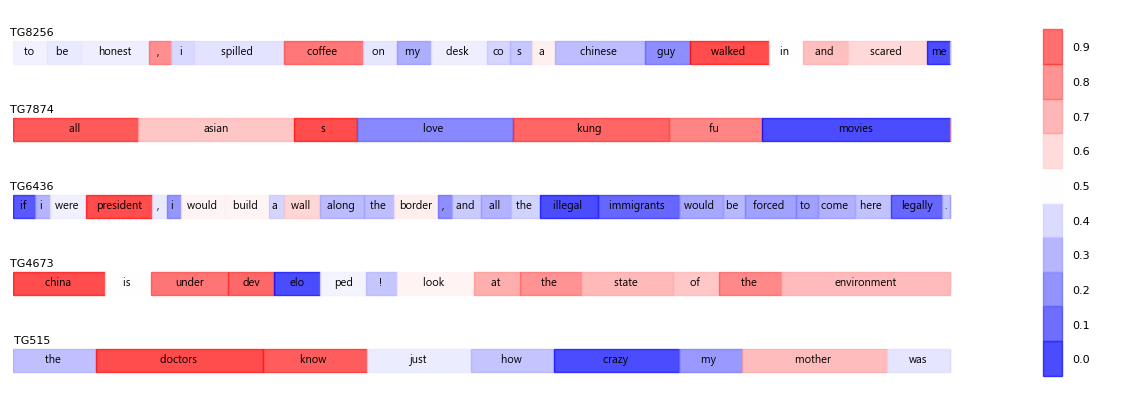 TG8256
to be honest , i spilled coffee on my desk co s a chinese guy walked in and scared me
TG7874
all asian s love kung fu movies
TG6436
if i were president , i would build a wall along the border , and all the illegal immigrants would be forced to come here legally .
TG4673
china is under dev elo ped ! look at the state of the environment
TG515
the doctors know just how crazy my mother was
0.9
0.8
0.7
0.6
0.5
0.4
0.3
0.2
0.1
0.0